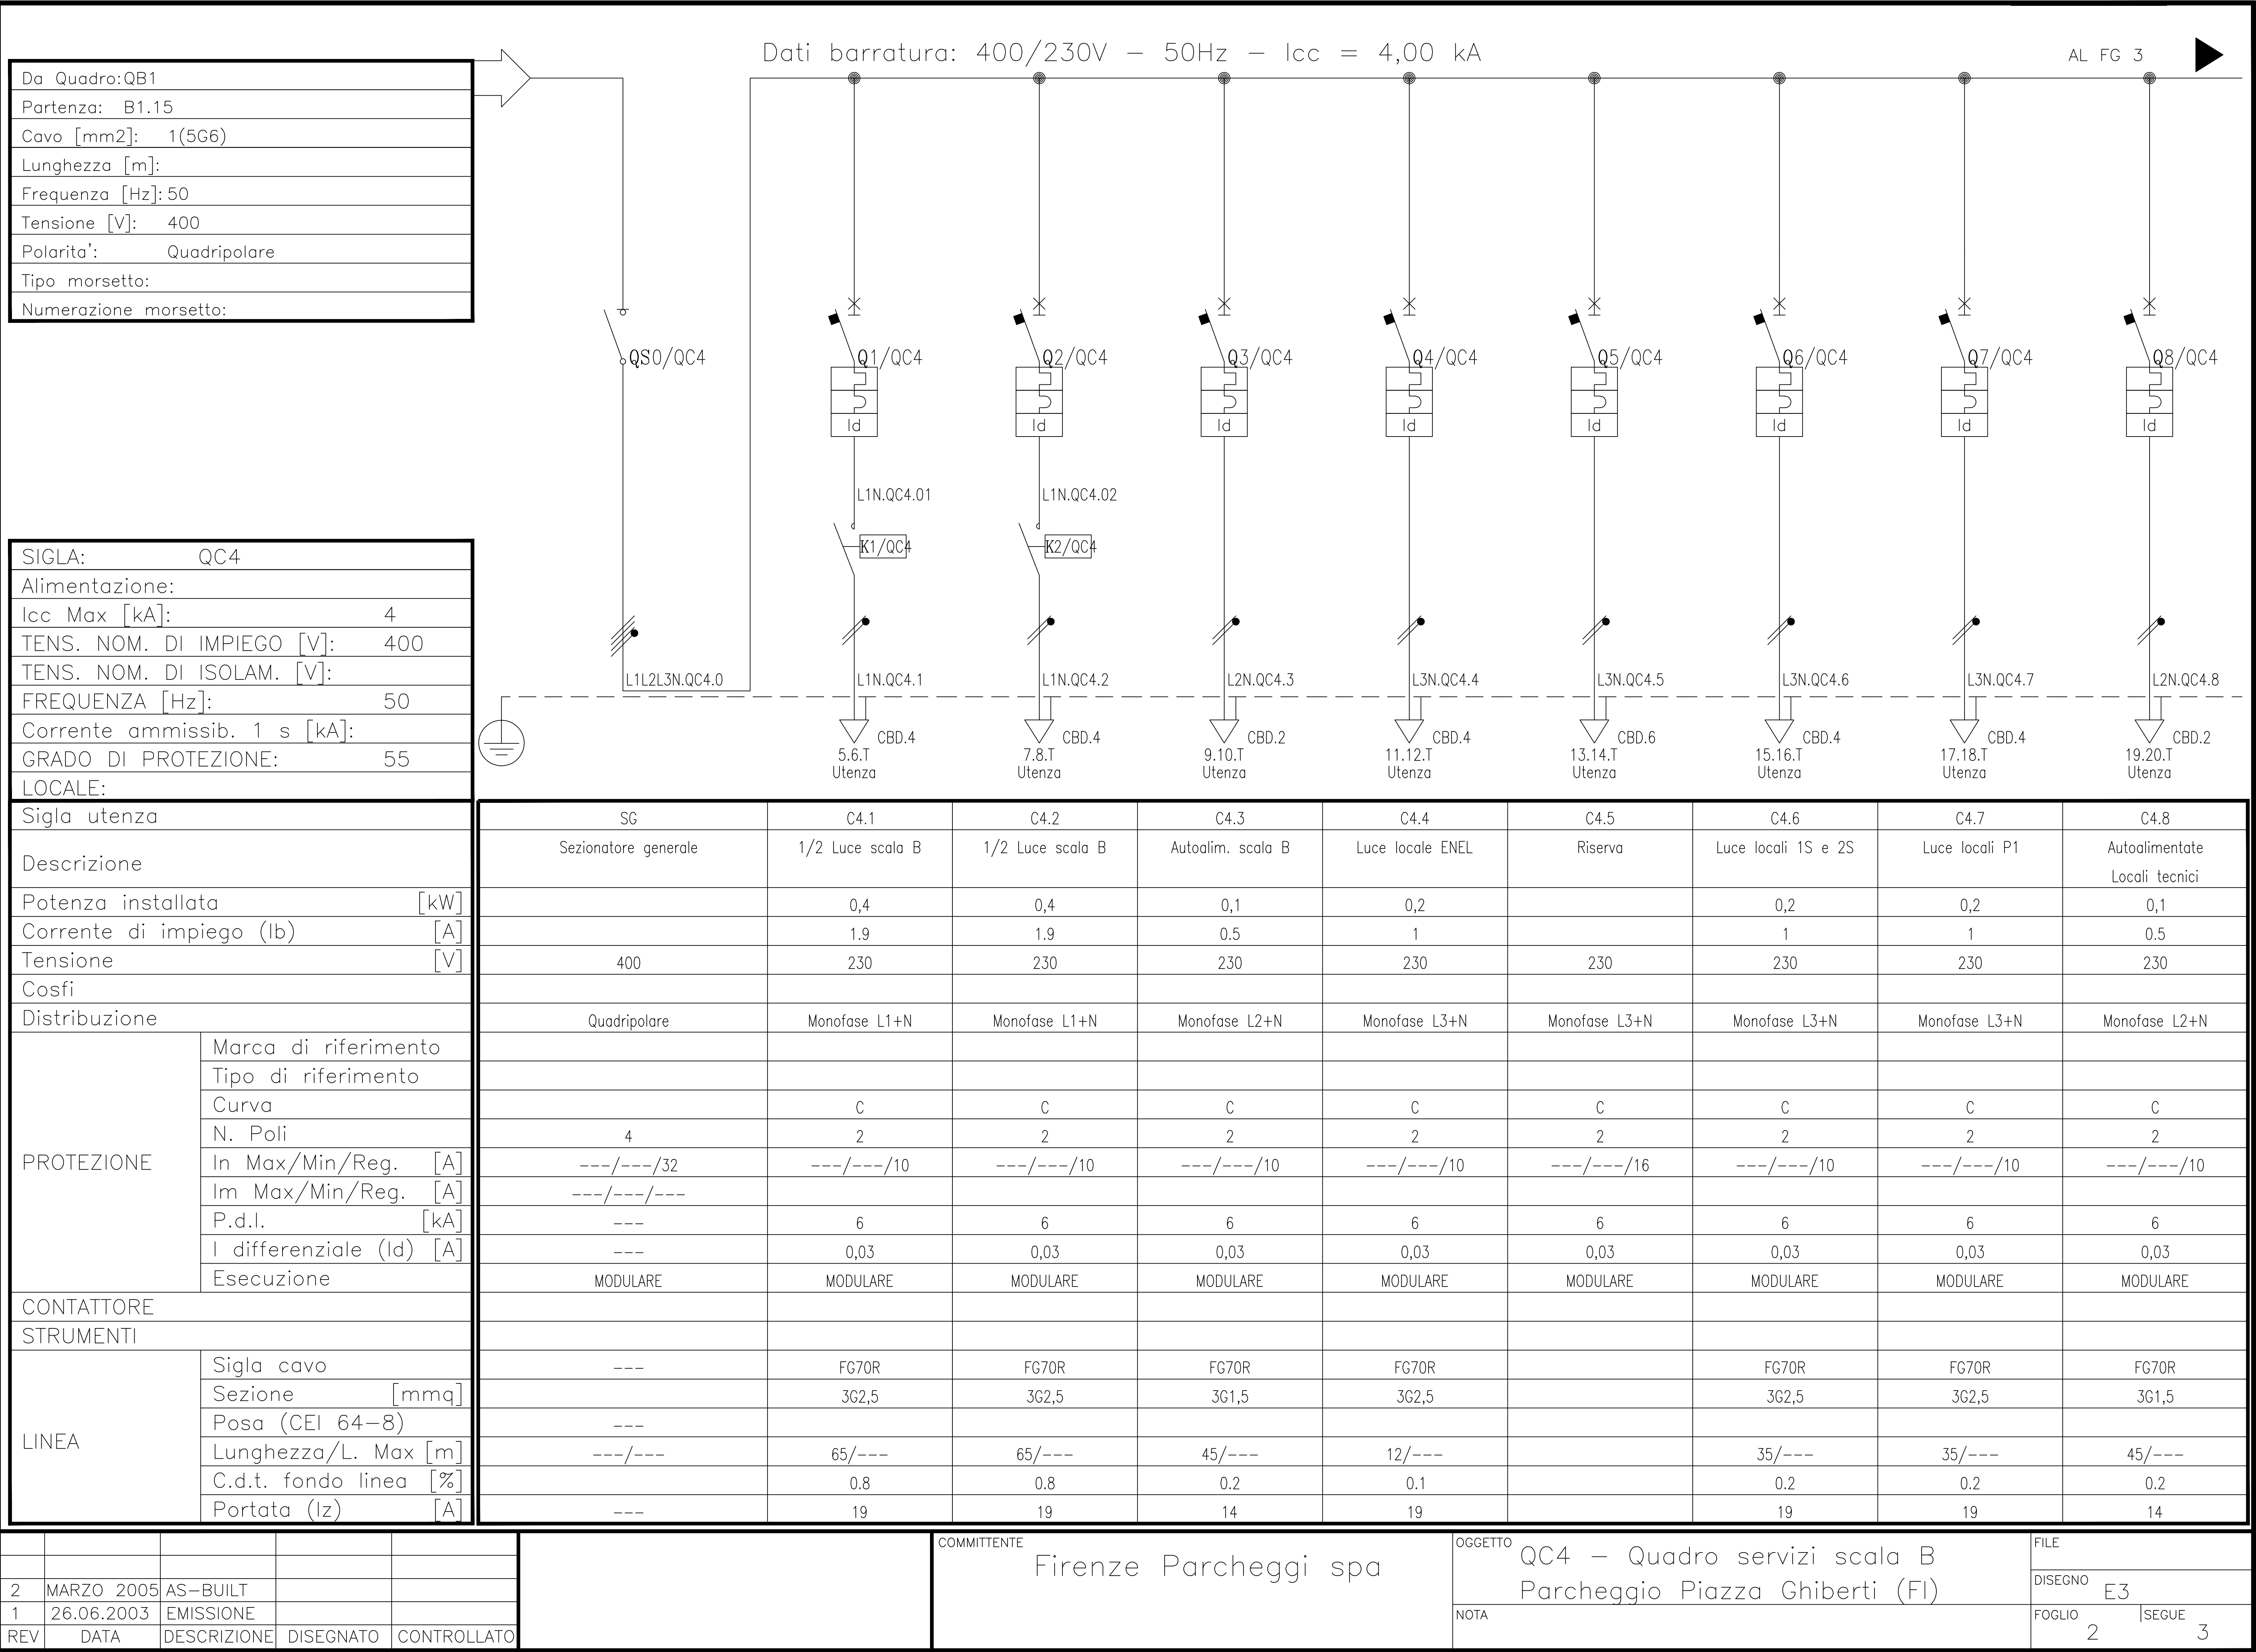 Dati barratura: 400/230V - 50Hz - Icc = 4,00 kA
AL FG 3
Da Quadro: QB1
Partenza: B1.15
Cavo [mm2]: 1(5G6)
Lunghezza [m]:
Frequenza [Hz]: 50
Tensione [V]: 400
Polarita': Quadripolare
Tipo morsetto:
Numerazione morsetto:
QS0/QC4 Q1/QC4 Q2/QC4 Q3/QC4 Q4/QC4 Q5/QC4 Q6/QC4 Q7/QC4 Q8/QC4
Id Id Id Id Id Id Id Id
L1N.QC4.01 L1N.QC4.02
K1/QC4 K2/QC4
SIGLA: QC4
Alimentazione:
Icc Max [kA]: 4
TENS. NOM. DI IMPIEGO [V]: 400
TENS. NOM. DI ISOLAM. [V]:
FREQUENZA [Hz]: 50
Corrente ammissib. 1 s [kA]:
GRADO DI PROTEZIONE: 55
LOCALE:
L1L2L3N.QC4.0 L1N.QC4.1 L1N.QC4.2 L2N.QC4.3 L3N.QC4.4 L3N.QC4.5 L3N.QC4.6 L3N.QC4.7 L2N.QC4.8
CBD.4 CBD.4 CBD.2 CBD.4 CBD.6 CBD.4 CBD.4 CBD.2
5.6.T 7.8.T 9.10.T 11.12.T 13.14.T 15.16.T 17.18.T 19.20.T
Utenza Utenza Utenza Utenza Utenza Utenza Utenza Utenza
Sigla utenza SG C4.1 C4.2 C4.3 C4.4 C4.5 C4.6 C4.7 C4.8
Descrizione Sezionatore generale 1/2 Luce scala B 1/2 Luce scala B Autoalim. scala B Luce locale ENEL Riserva Luce locali 1S e 2S Luce locali P1 Autoalimentate
Locali tecnici
Potenza installata [kW] 0,4 0,4 0,1 0,2 0,2 0,2 0,1
Corrente di impiego (Ib) [A] 1.9 1.9 0.5 1 1 1 0.5
Tensione [V] 400 230 230 230 230 230 230 230 230
Cosfi
Distribuzione Quadripolare Monofase L1+N Monofase L1+N Monofase L2+N Monofase L3+N Monofase L3+N Monofase L3+N Monofase L3+N Monofase L2+N
PROTEZIONE
Marca di riferimento
Tipo di riferimento
Curva C C C C C C C C
N. Poli 4 2 2 2 2 2 2 2 2
In Max/Min/Reg. [A] ---/---/32 ---/---/10 ---/---/10 ---/---/10 ---/---/10 ---/---/16 ---/---/10 ---/---/10 ---/---/10
Im Max/Min/Reg. [A] ---/---/---
P.d.I. [kA] --- 6 6 6 6 6 6 6 6
I differenziale (Id) [A] --- 0,03 0,03 0,03 0,03 0,03 0,03 0,03 0,03
Esecuzione MODULARE MODULARE MODULARE MODULARE MODULARE MODULARE MODULARE MODULARE MODULARE
CONTATTORE
STRUMENTI
LINEA
Sigla cavo --- FG7OR FG7OR FG7OR FG7OR FG7OR FG7OR FG7OR
Sezione [mmq] 3G2,5 3G2,5 3G1,5 3G2,5 3G2,5 3G2,5 3G1,5
Posa (CEI 64-8) ---
Lunghezza/L. Max [m] ---/--- 65/--- 65/--- 45/--- 12/--- 35/--- 35/--- 45/---
C.d.t. fondo linea [%] 0.8 0.8 0.2 0.1 0.2 0.2 0.2
Portata (Iz) [A] --- 19 19 14 19 19 19 14
2 MARZO 2005 AS-BUILT
1 26.06.2003 EMISSIONE
REV DATA DESCRIZIONE DISEGNATO CONTROLLATO
COMMITTENTE
Firenze Parcheggi spa
OGGETTO
QC4 - Quadro servizi scala B
Parcheggio Piazza Ghiberti (FI)
NOTA
FILE
DISEGNO E3
FOGLIO 2
SEGUE 3